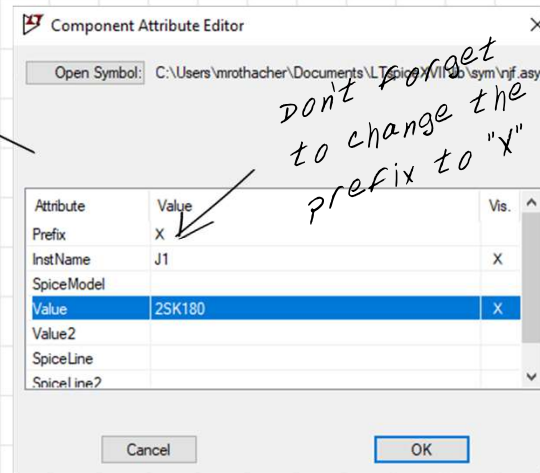 Component Attribute Editor
Open Symbol: C:\Users\mrothacher\Documents\LTspiceXVII\lib\sym\njf.asy
Don't Forget
to change the
prefix to "X"
Attribute Value Vis.
Prefix X
InstName J1 X
SpiceModel
Value 2SK180 X
Value2
SpiceLine
SpiceLine2
Cancel OK